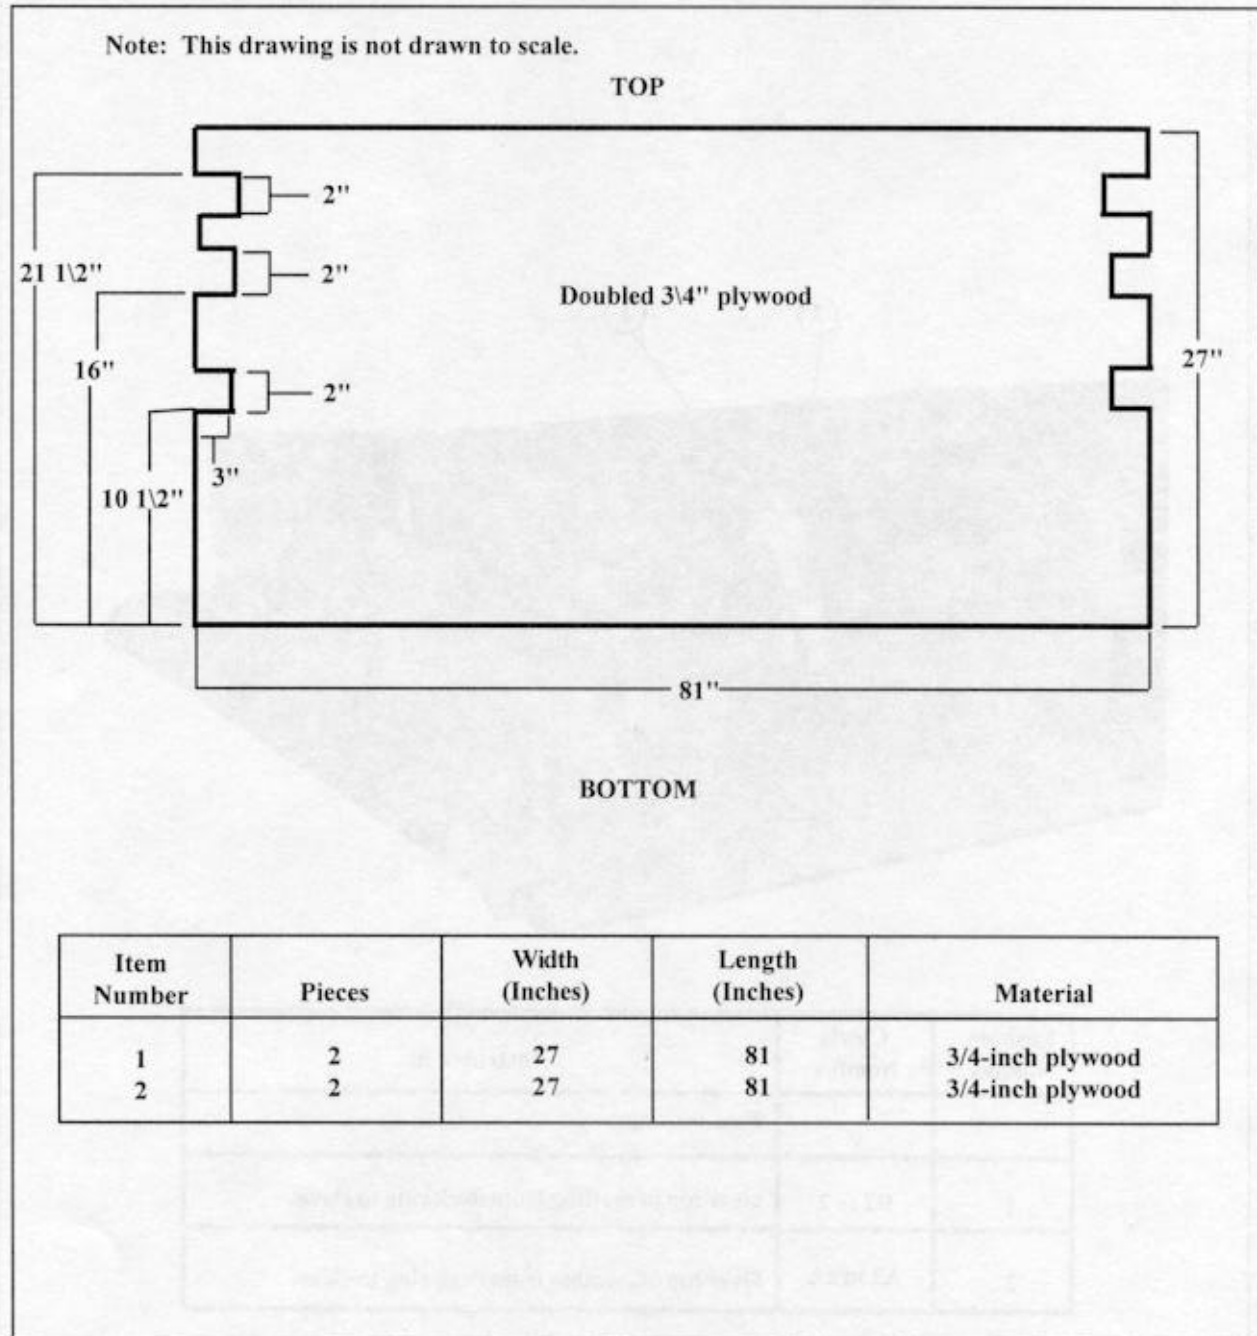 Note: This drawing is not drawn to scale.
TOP
2"
21 1\2"
2"
Doubled 3\4" plywood
16"
27"
2"
3"
10 1\2"
81"
BOTTOM
Item Number Pieces Width (Inches) Length (Inches) Material
1 2 27 81 3/4-inch plywood
2 2 27 81 3/4-inch plywood